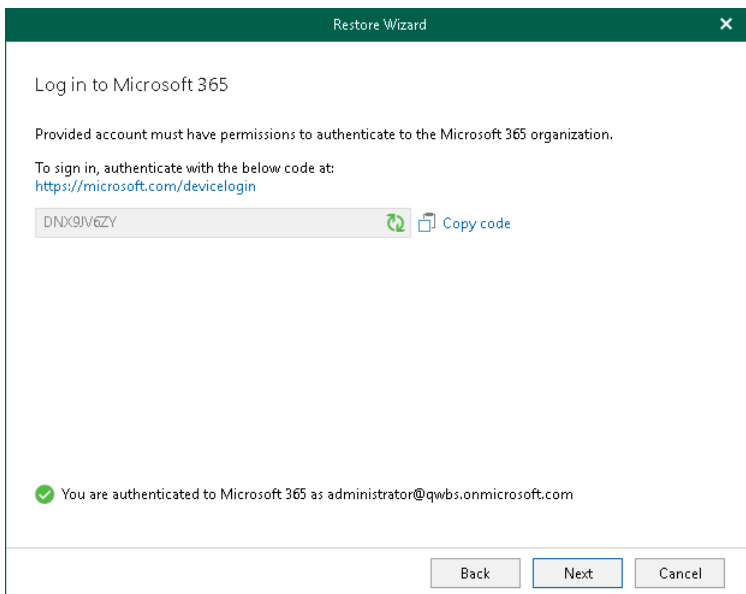 Restore Wizard
Log in to Microsoft 365
Provided account must have permissions to authenticate to the Microsoft 365 organization.
To sign in, authenticate with the below code at:
https://microsoft.com/devicelogin
DNX9JV6ZY
Copy code
You are authenticated to Microsoft 365 as administrator@qwbs.onmicrosoft.com
Back
Next
Cancel